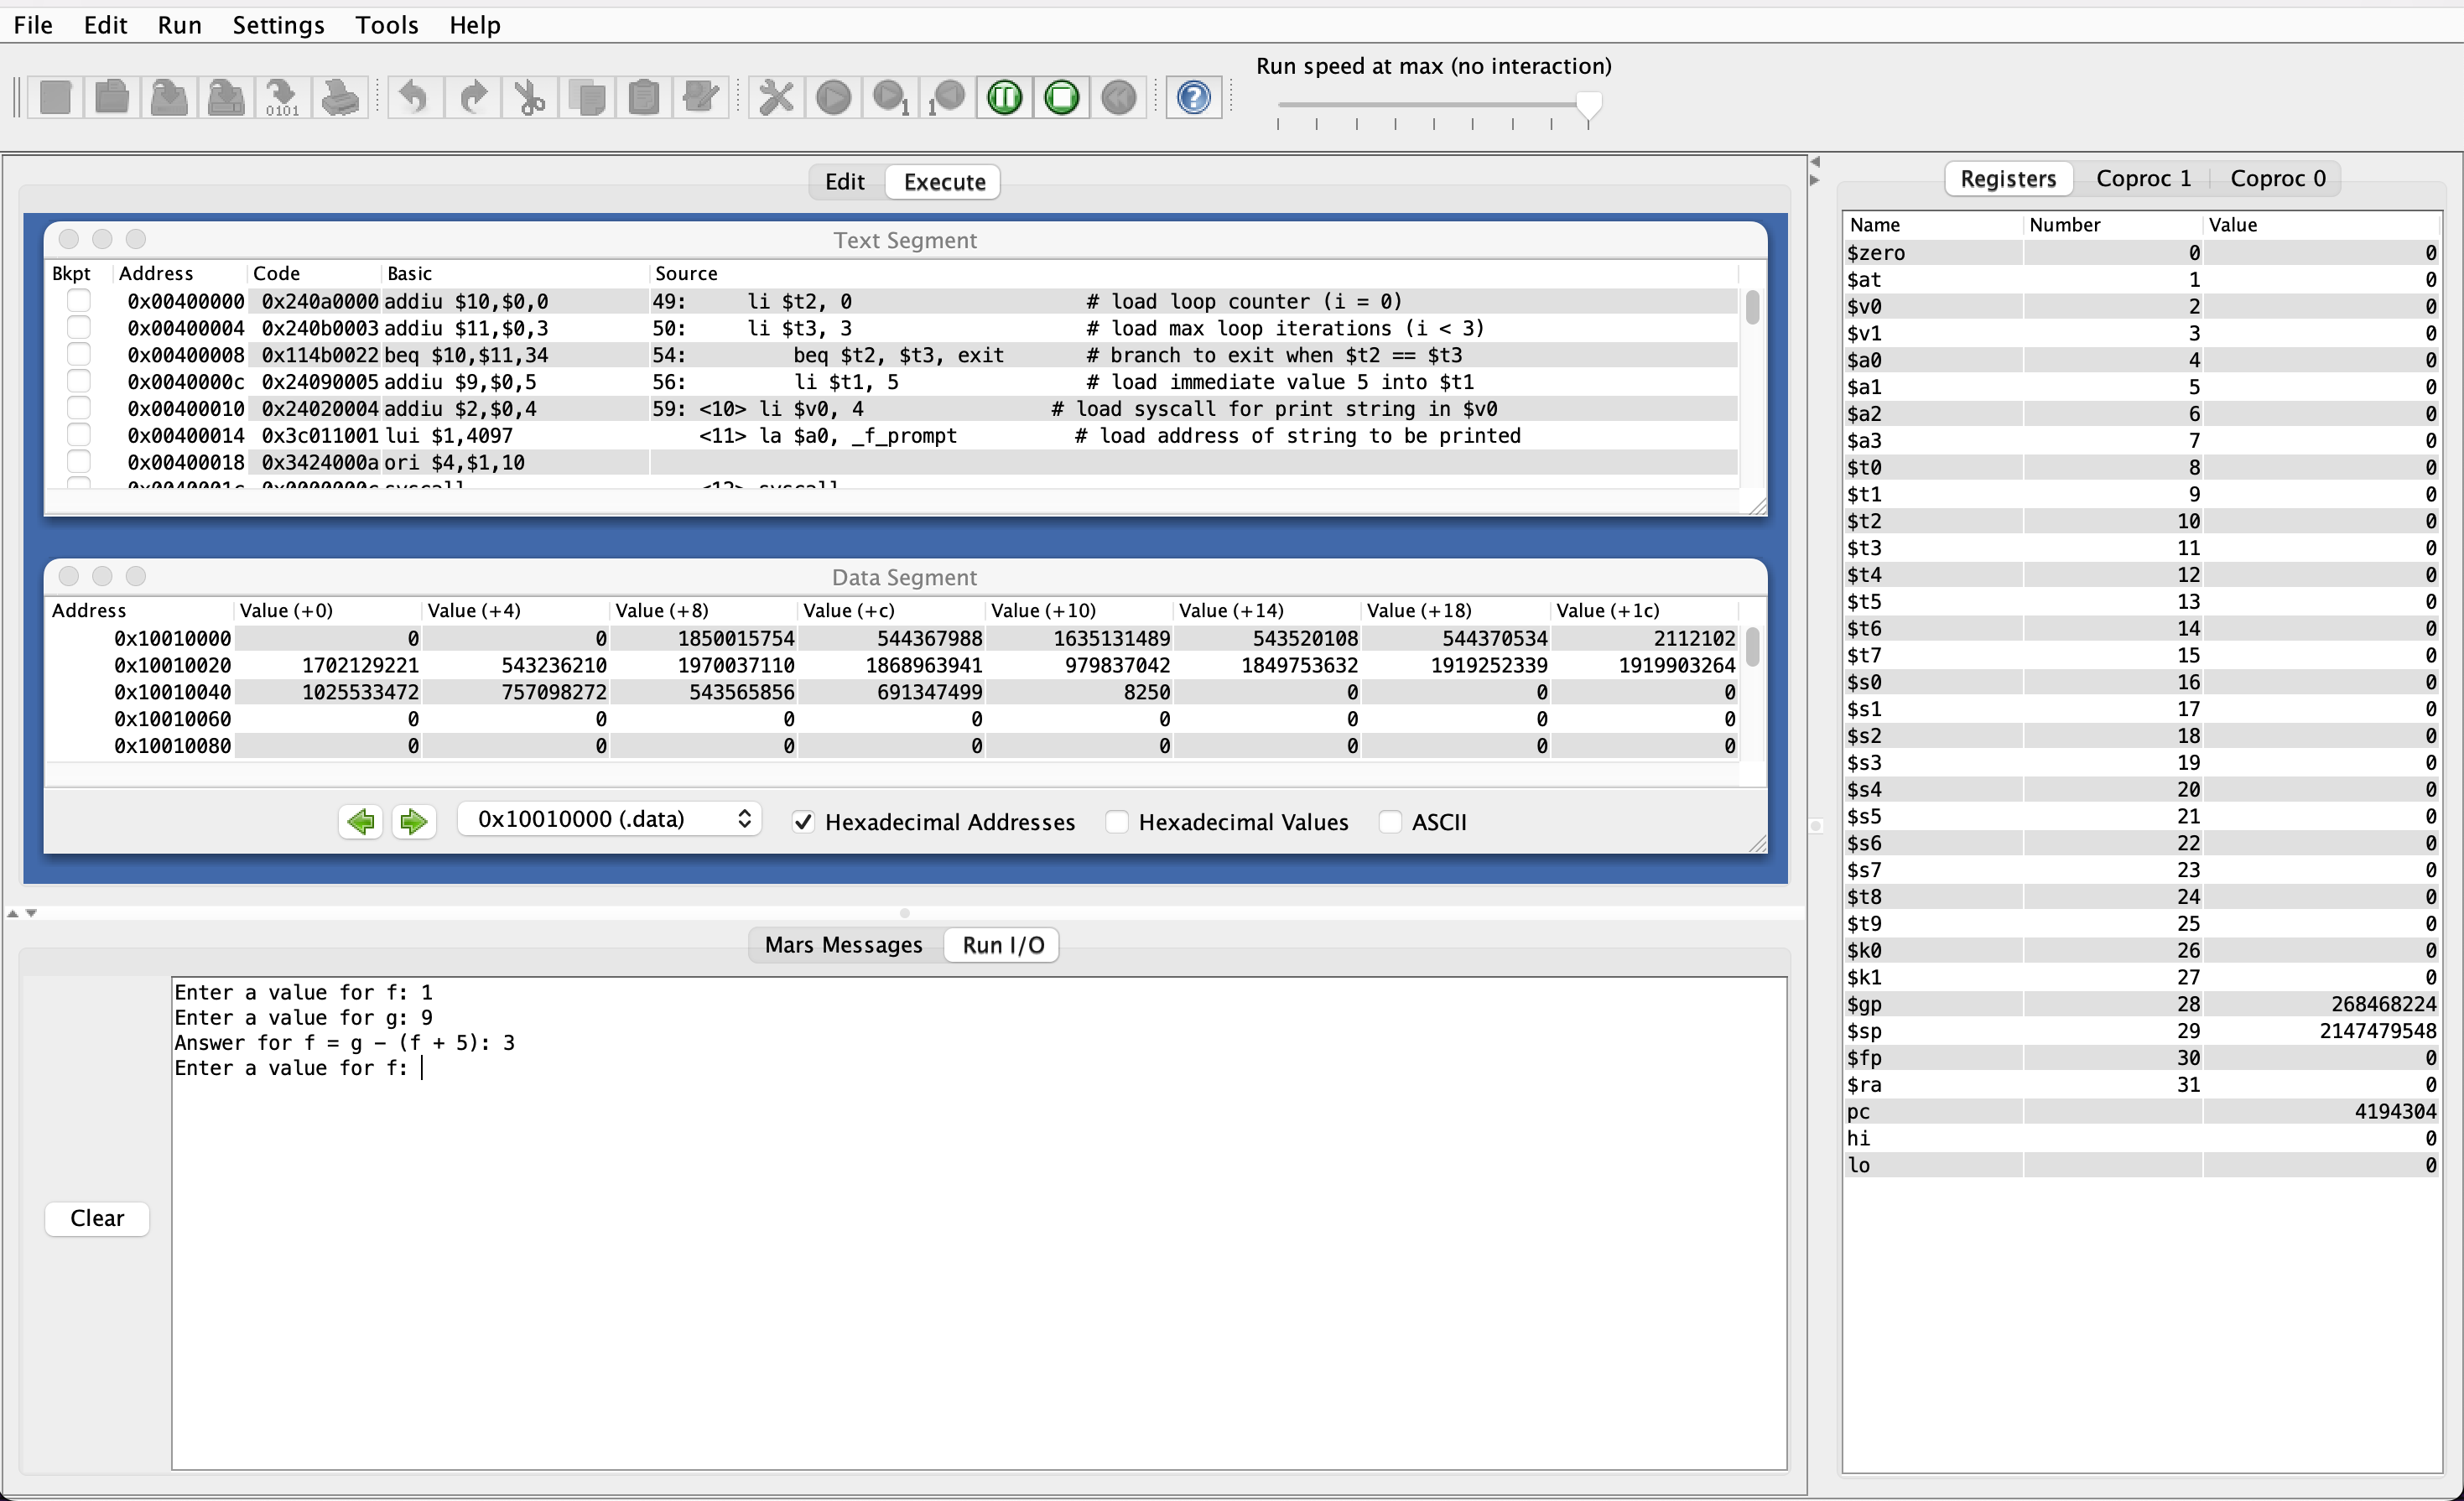 File Edit Run Settings Tools Help
Run speed at max (no interaction)
0101
1
1
?
Edit Execute
Text Segment
Bkpt Address Code Basic Source
0x00400000 0x240a0000 addiu $10,$0,0 49: li $t2, 0 # load loop counter (i = 0)
0x00400004 0x240b0003 addiu $11,$0,3 50: li $t3, 3 # load max loop iterations (i < 3)
0x00400008 0x114b0022 beq $10,$11,34 54: beq $t2, $t3, exit # branch to exit when $t2 == $t3
0x0040000c 0x24090005 addiu $9,$0,5 56: li $t1, 5 # load immediate value 5 into $t1
0x00400010 0x24020004 addiu $2,$0,4 59: <10> li $v0, 4 # load syscall for print string in $v0
0x00400014 0x3c011001 lui $1,4097 <11> la $a0, _f_prompt # load address of string to be printed
0x00400018 0x3424000a ori $4,$1,10
0x0040001c 0x0000000c syscall <12> syscall
Data Segment
Address Value (+0) Value (+4) Value (+8) Value (+c) Value (+10) Value (+14) Value (+18) Value (+1c)
0x10010000 0 0 1850015754 544367988 1635131489 543520108 544370534 2112102
0x10010020 1702129221 543236210 1970037110 1868963941 979837042 1849753632 1919252339 1919903264
0x10010040 1025533472 757098272 543565856 691347499 8250 0 0 0
0x10010060 0 0 0 0 0 0 0 0
0x10010080 0 0 0 0 0 0 0 0
0x10010000 (.data) Hexadecimal Addresses Hexadecimal Values ASCII
Mars Messages Run I/O
Enter a value for f: 1
Enter a value for g: 9
Answer for f = g - (f + 5): 3
Enter a value for f:
Clear
Registers Coproc 1 Coproc 0
Name Number Value
$zero 0 0
$at 1 0
$v0 2 0
$v1 3 0
$a0 4 0
$a1 5 0
$a2 6 0
$a3 7 0
$t0 8 0
$t1 9 0
$t2 10 0
$t3 11 0
$t4 12 0
$t5 13 0
$t6 14 0
$t7 15 0
$s0 16 0
$s1 17 0
$s2 18 0
$s3 19 0
$s4 20 0
$s5 21 0
$s6 22 0
$s7 23 0
$t8 24 0
$t9 25 0
$k0 26 0
$k1 27 0
$gp 28 268468224
$sp 29 2147479548
$fp 30 0
$ra 31 0
pc 4194304
hi 0
lo 0